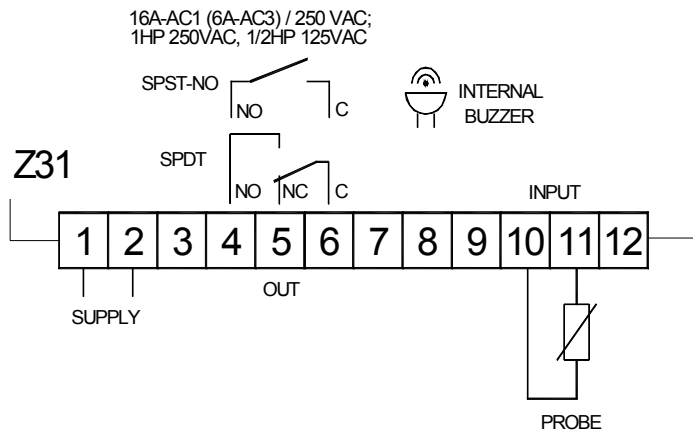 16A-AC1 (6A-AC3) / 250 VAC;
1HP 250VAC, 1/2HP 125VAC
SPST-NO
NO C
INTERNAL
BUZZER
SPDT
Z31
NO NC C
INPUT
1 2 3 4 5 6 7 8 9 10 11 12
OUT
SUPPLY
PROBE